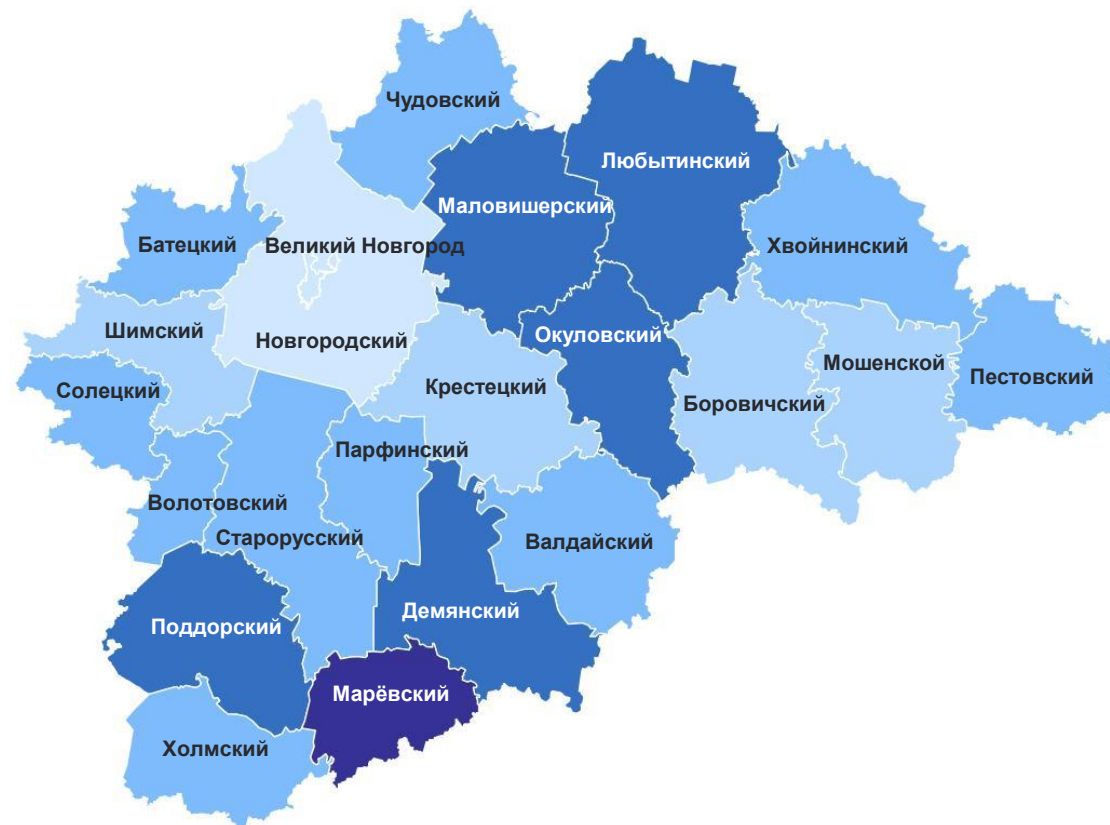 Чудовский
Любытинский
Маловишерский
Батецкий
Великий Новгород
Хвойнинский
Шимский
Новгородский
Окуловский
Мошенской
Солецкий
Крестецкий
Боровичский
Пестовский
Парфинский
Волотовский
Старорусский
Валдайский
Поддорский
Демянский
Марёвский
Холмский